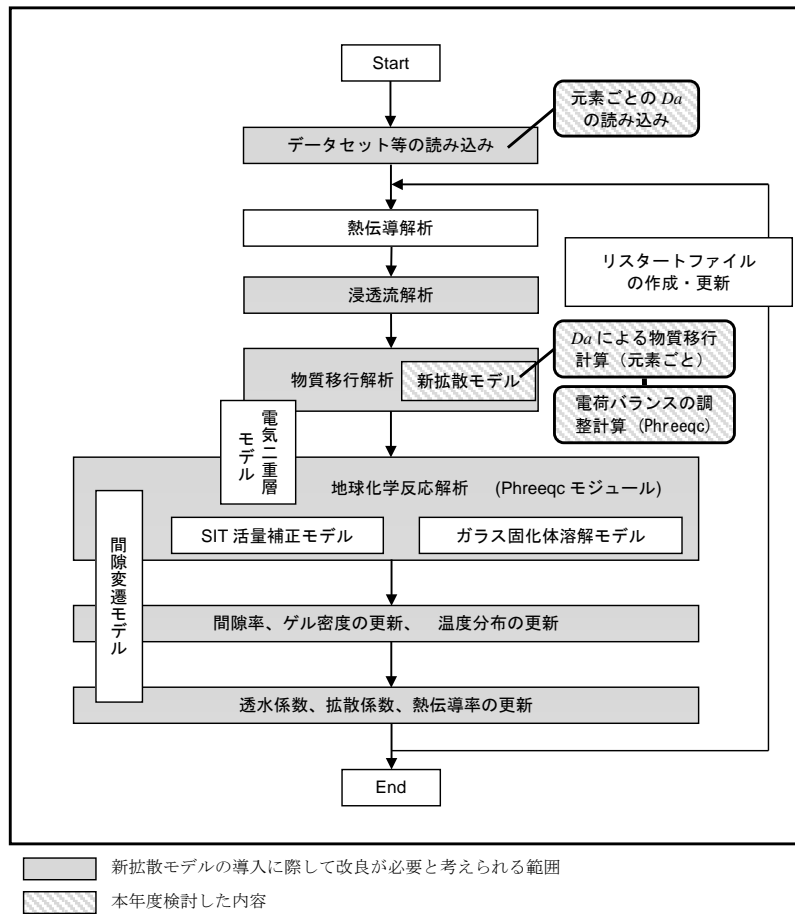 Start
元素ごとの Da
の読み込み
データセット等の読み込み
熱伝導解析
リスタートファイル
の作成・更新
浸透流解析
Da による物質移行
計算（元素ごと）
物質移行解析
新拡散モデル
電荷バランスの調
整計算（Phreeqc）
電気二重層
モデル
地球化学反応解析 (Phreeqc モジュール)
SIT 活量補正モデル
ガラス固化体溶解モデル
間隙変遷モデル
間隙率、ゲル密度の更新、 温度分布の更新
透水係数、拡散係数、熱伝導率の更新
End
新拡散モデルの導入に際して改良が必要と考えられる範囲
本年度検討した内容